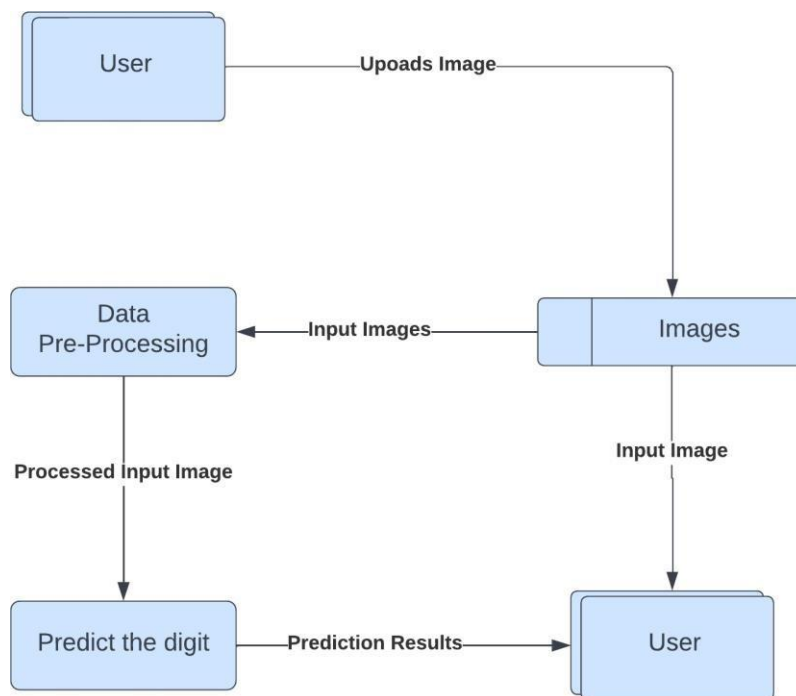 User
Upoads Image
Data
Pre-Processing
Input Images
Images
Processed Input Image
Input Image
Predict the digit
Prediction Results
User